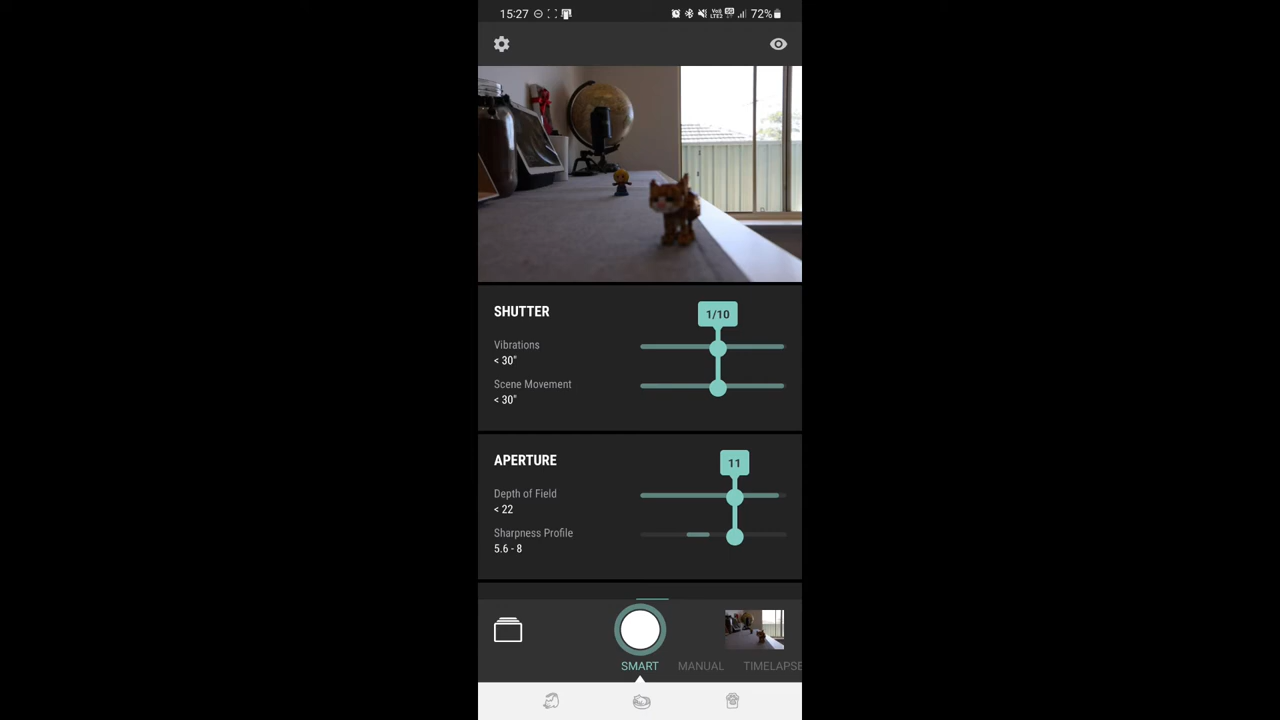 15:27
72%
SHUTTER
1/10
Vibrations
< 30"
Scene Movement
< 30"
APERTURE
11
Depth of Field
< 22
Sharpness Profile
5.6 - 8
SMART MANUAL TIMELAPSE